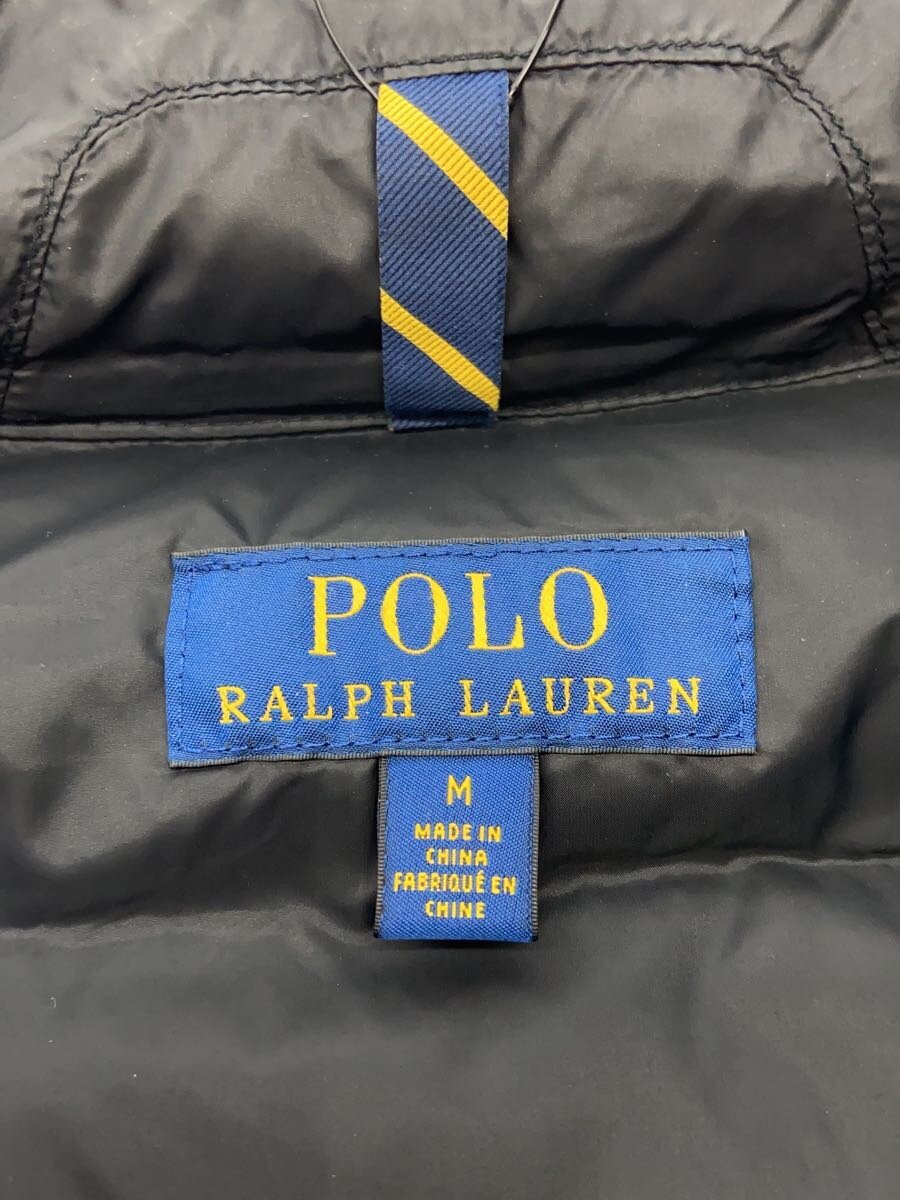 POLO
RALPH LAUREN
M
MADE IN
CHINA
FABRIQUÉ EN
CHINE